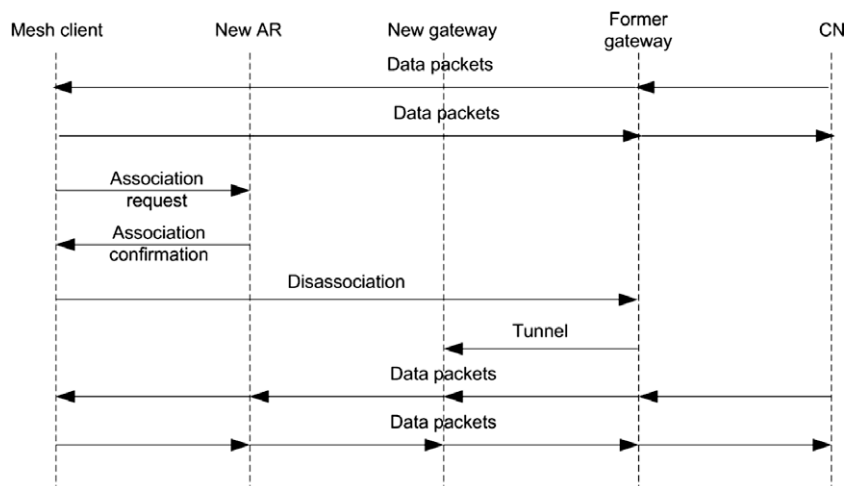 Mesh client New AR New gateway Former gateway CN
Data packets
Data packets
Association
request
Association
confirmation
Disassociation
Tunnel
Data packets
Data packets